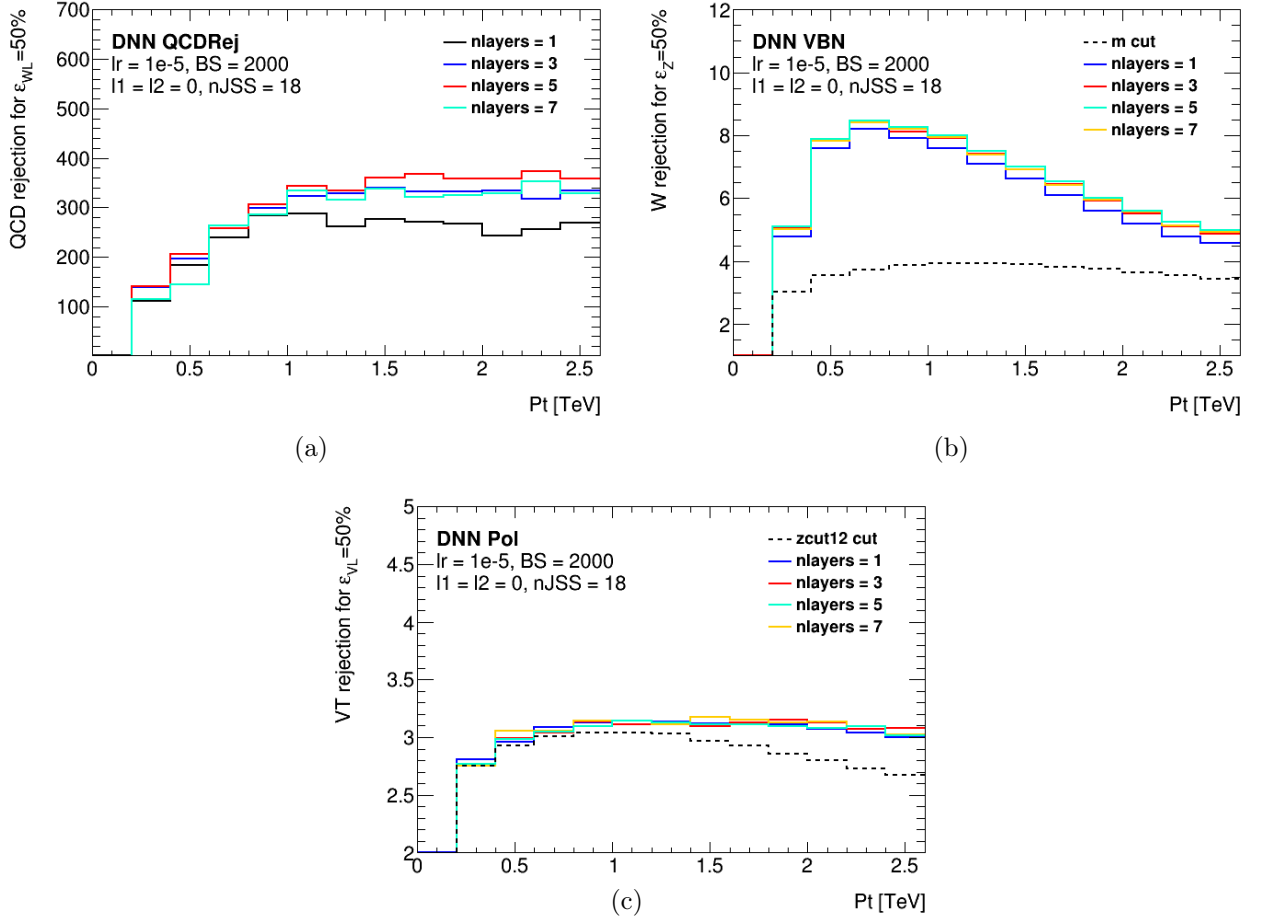 QCD rejection for ε_WL=50%
700
600
500
400
300
200
100
DNN QCDRej
lr = 1e-5, BS = 2000
l1 = l2 = 0, nJSS = 18
nlayers = 1
nlayers = 3
nlayers = 5
nlayers = 7
0 0.5 1 1.5 2 2.5
Pt [TeV]
(a)
W rejection for ε_Z=50%
12
10
8
6
4
2
DNN VBN
lr = 1e-5, BS = 2000
l1 = l2 = 0, nJSS = 18
m cut
nlayers = 1
nlayers = 3
nlayers = 5
nlayers = 7
0 0.5 1 1.5 2 2.5
Pt [TeV]
(b)
VT rejection for ε_VL=50%
5
4.5
4
3.5
3
2.5
2
DNN Pol
lr = 1e-5, BS = 2000
l1 = l2 = 0, nJSS = 18
zcut12 cut
nlayers = 1
nlayers = 3
nlayers = 5
nlayers = 7
0 0.5 1 1.5 2 2.5
Pt [TeV]
(c)